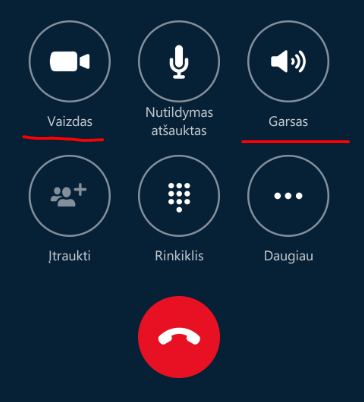 Vaizdas
Nutildymas
atšauktas
Garsas
Įtraukti
Rinkiklis
Daugiau